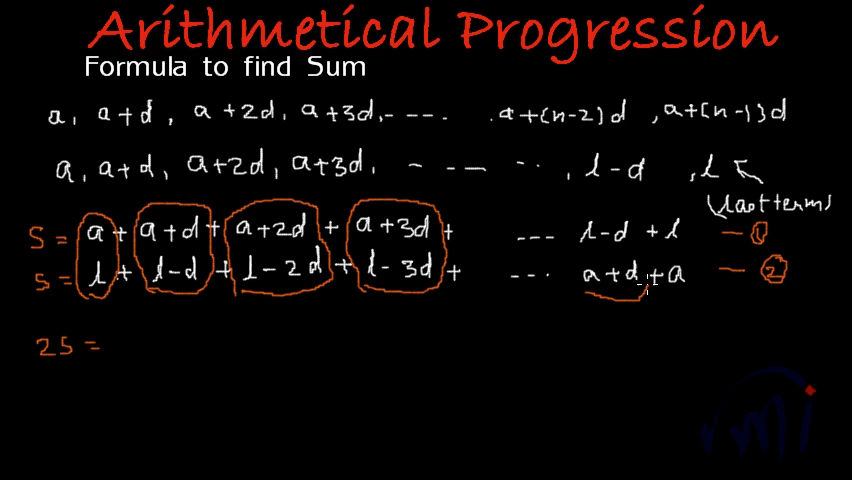 Arithmetical Progression
Formula to find Sum
a, a+d, a+2d, a+3d, ----. . a+(n-2)d, a+(n-1)d
a, a+d, a+2d, a+3d, - -- - -- , l-d , l
(last term)
S = a + a+d + a+2d + a+3d + --- l-d + l — 1
S = l + l-d + l-2d + l-3d + --- a+d + a — 2
2S =
rmi